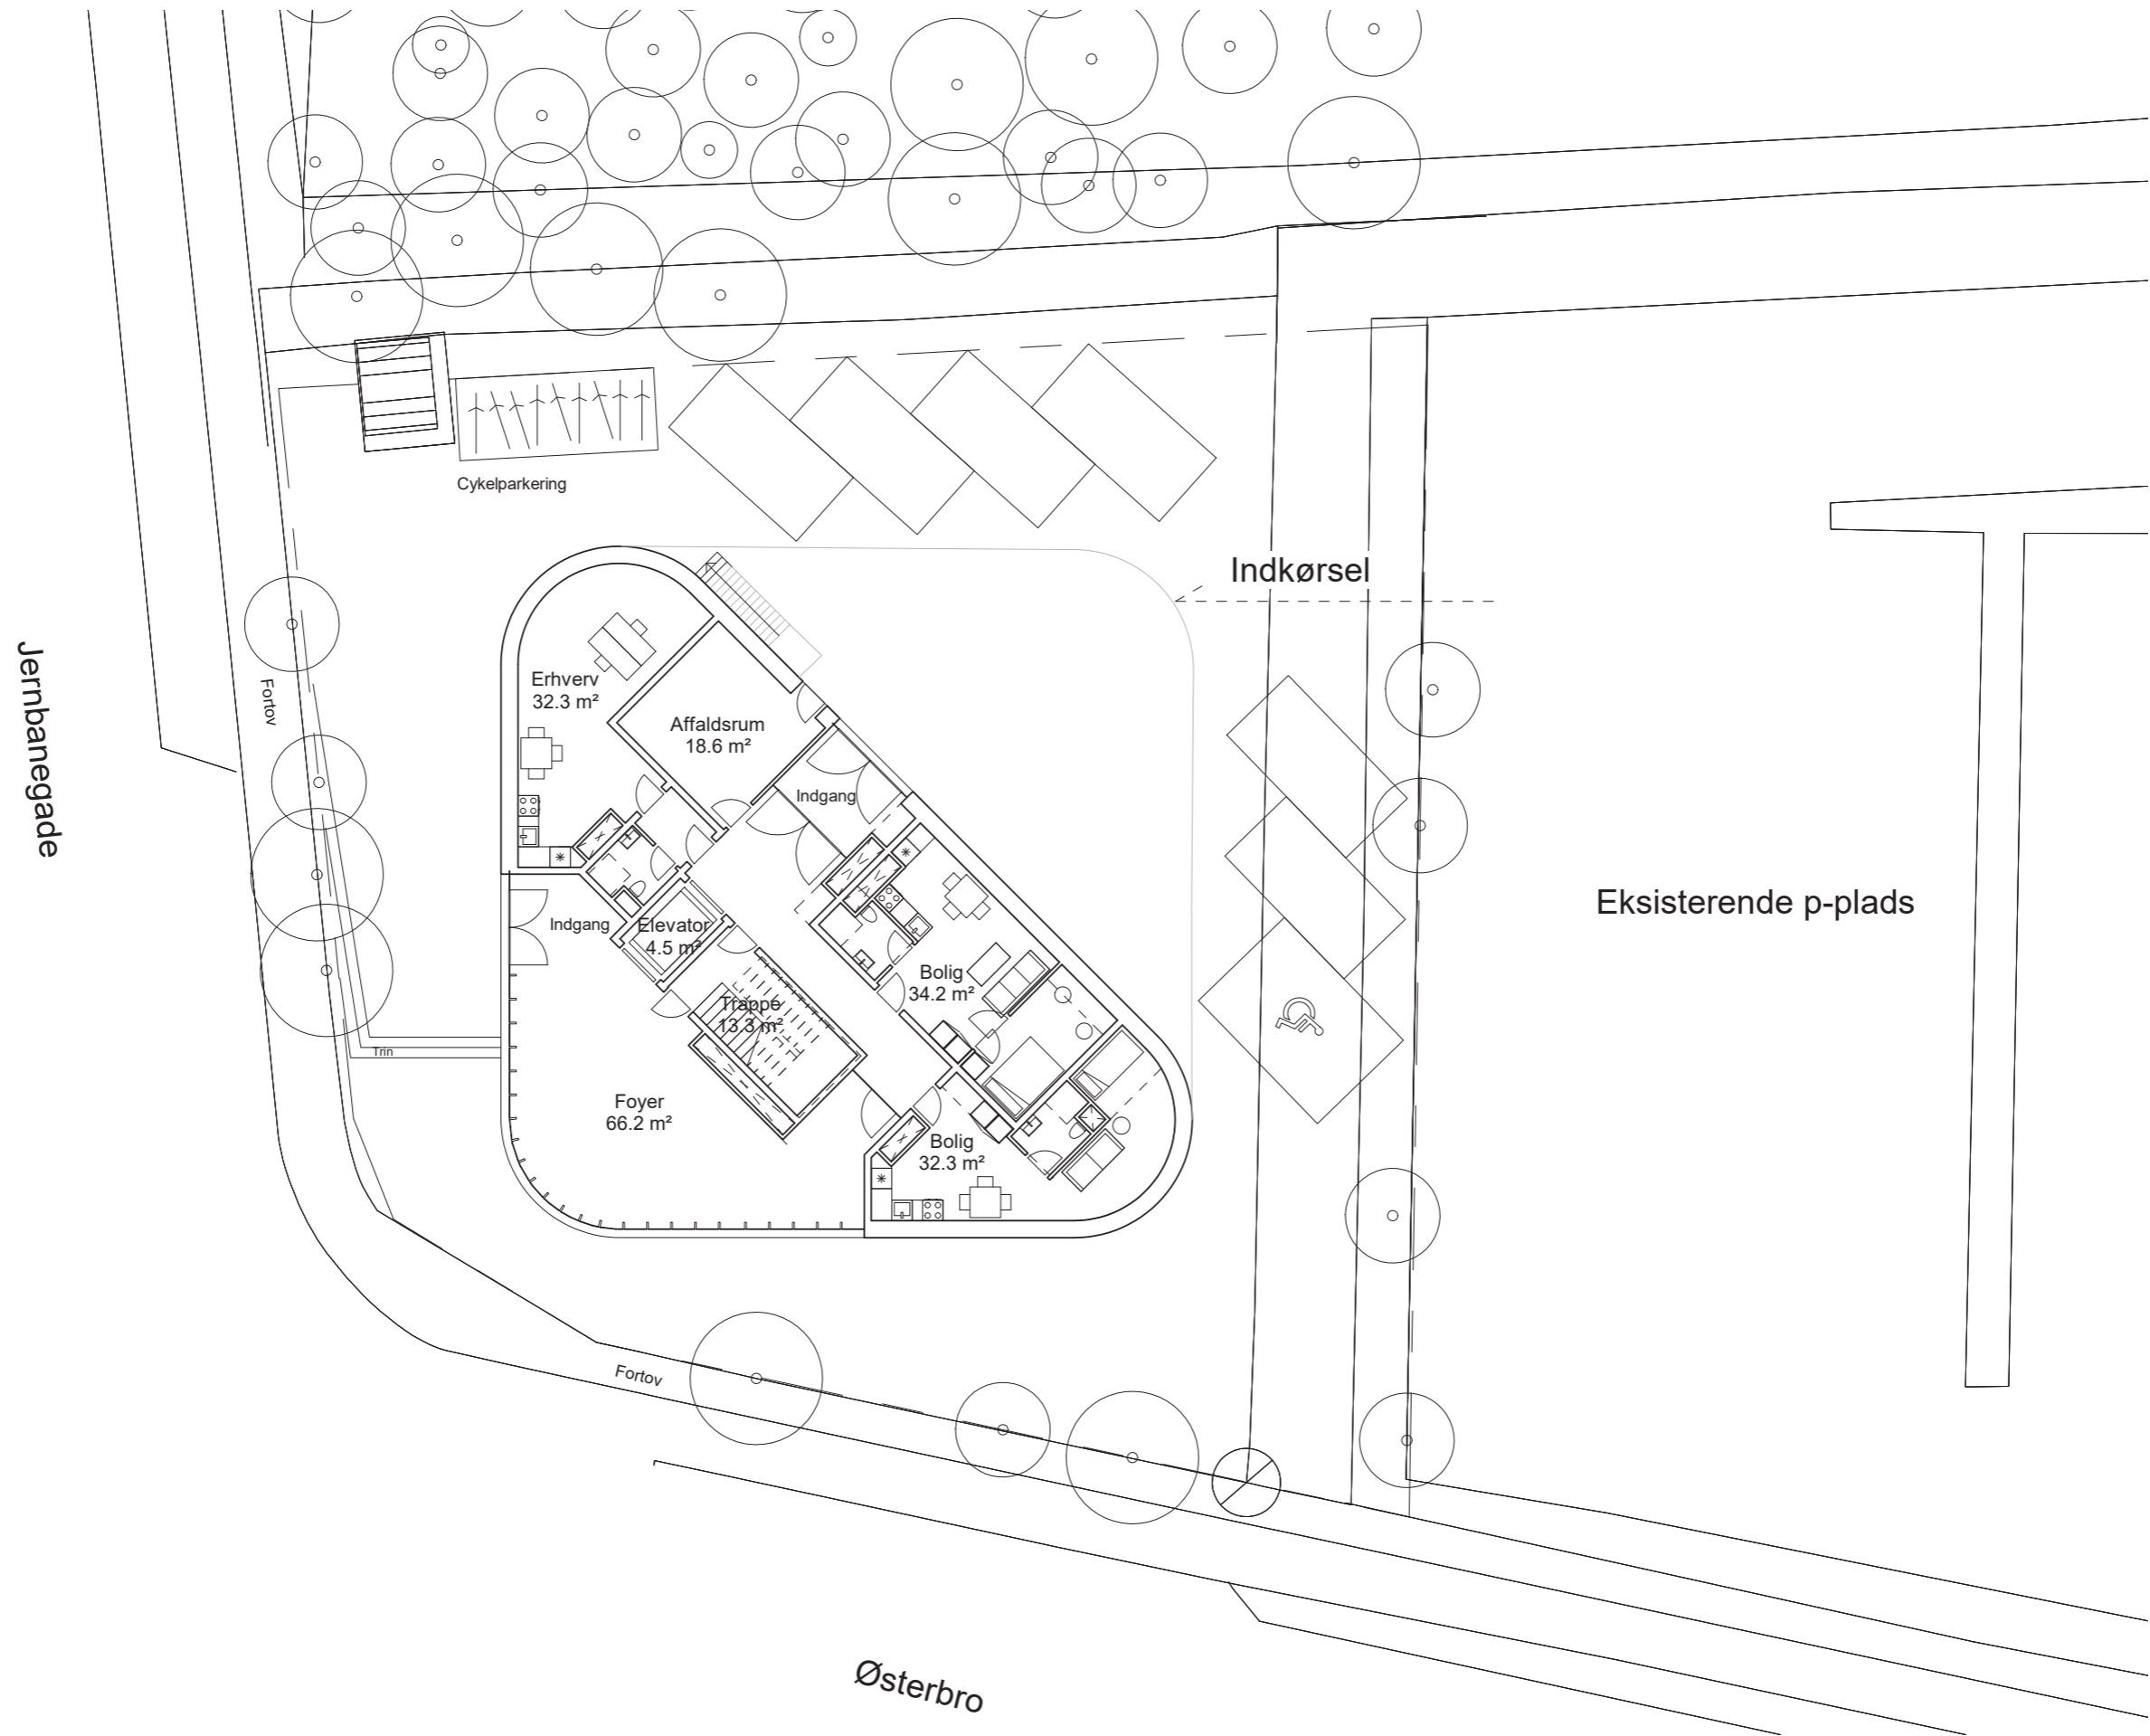 Cykelparkering
Indkørsel
Jernbanegade
Fortov
Erhverv
32.3 m²
Affaldsrum
18.6 m²
Indgang
Eksisterende p-plads
Indgang
Elevator
4.5 m²
Bolig
34.2 m²
Trappe
13.3 m²
Trin
Foyer
66.2 m²
Bolig
32.3 m²
Fortov
Østerbro